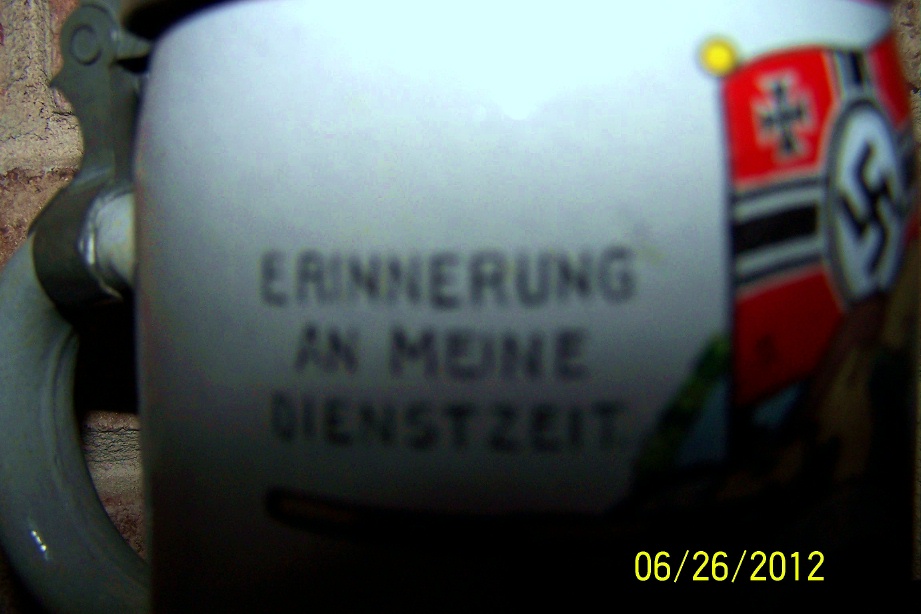 ERINNERUNG
AN MEINE
DIENSTZEIT.
06/26/2012